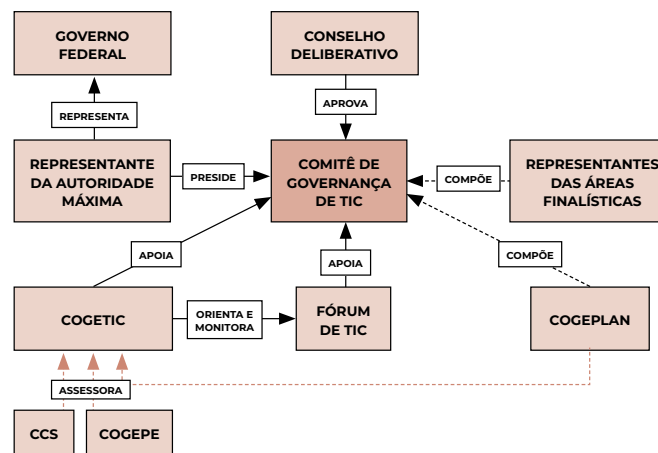 GOVERNO
FEDERAL
CONSELHO
DELIBERATIVO
REPRESENTA
APROVA
REPRESENTANTE
DA AUTORIDADE
MÁXIMA
PRESIDE
COMITÊ DE
GOVERNANÇA
DE TIC
COMPÕE
REPRESENTANTES
DAS ÁREAS
FINALÍSTICAS
APOIA
APOIA
COMPÕE
COGETIC
ORIENTA E
MONITORA
FÓRUM
DE TIC
COGEPLAN
ASSESSORA
CCS
COGEPE